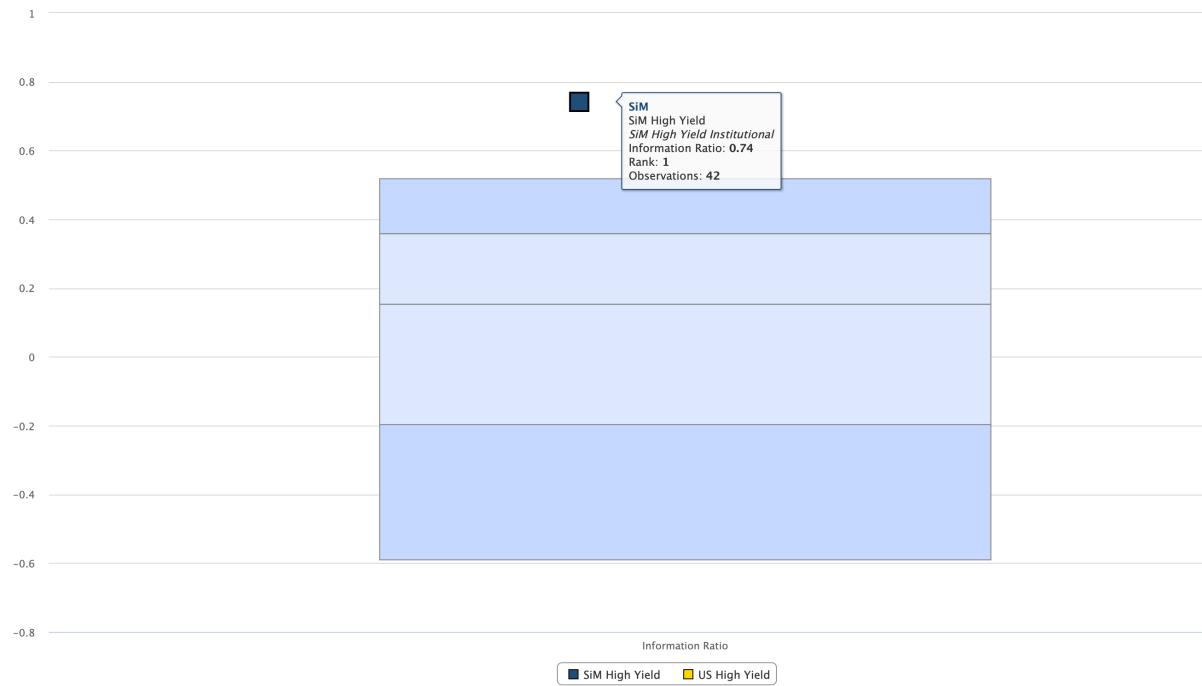 1
0.8
SiM
SiM High Yield
SiM High Yield Institutional
Information Ratio: 0.74
Rank: 1
Observations: 42
0.6
0.4
0.2
0
-0.2
-0.4
-0.6
-0.8
Information Ratio
SiM High Yield US High Yield